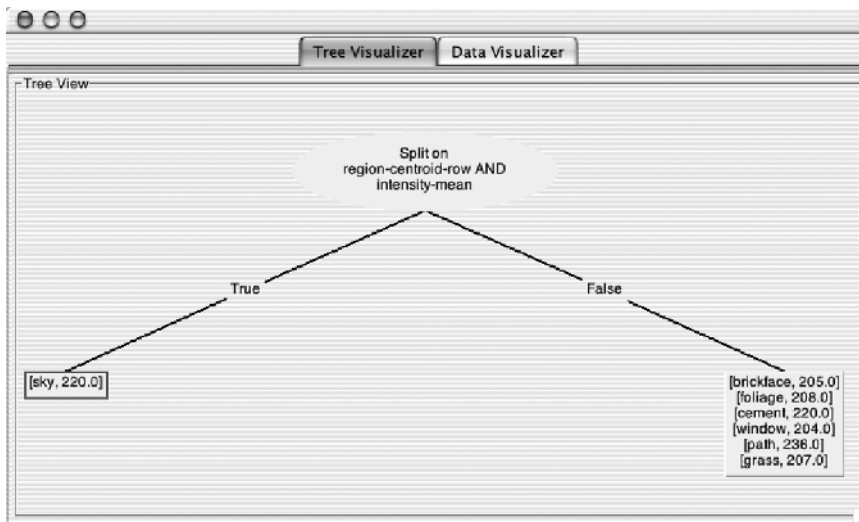 Tree Visualizer
Data Visualizer
Tree View
Split on
region-centroid-row AND
intensity-mean
True
False
[sky, 220.0]
[brickface, 205.0]
[foliage, 208.0]
[cement, 220.0]
[window, 204.0]
[path, 236.0]
[grass, 207.0]